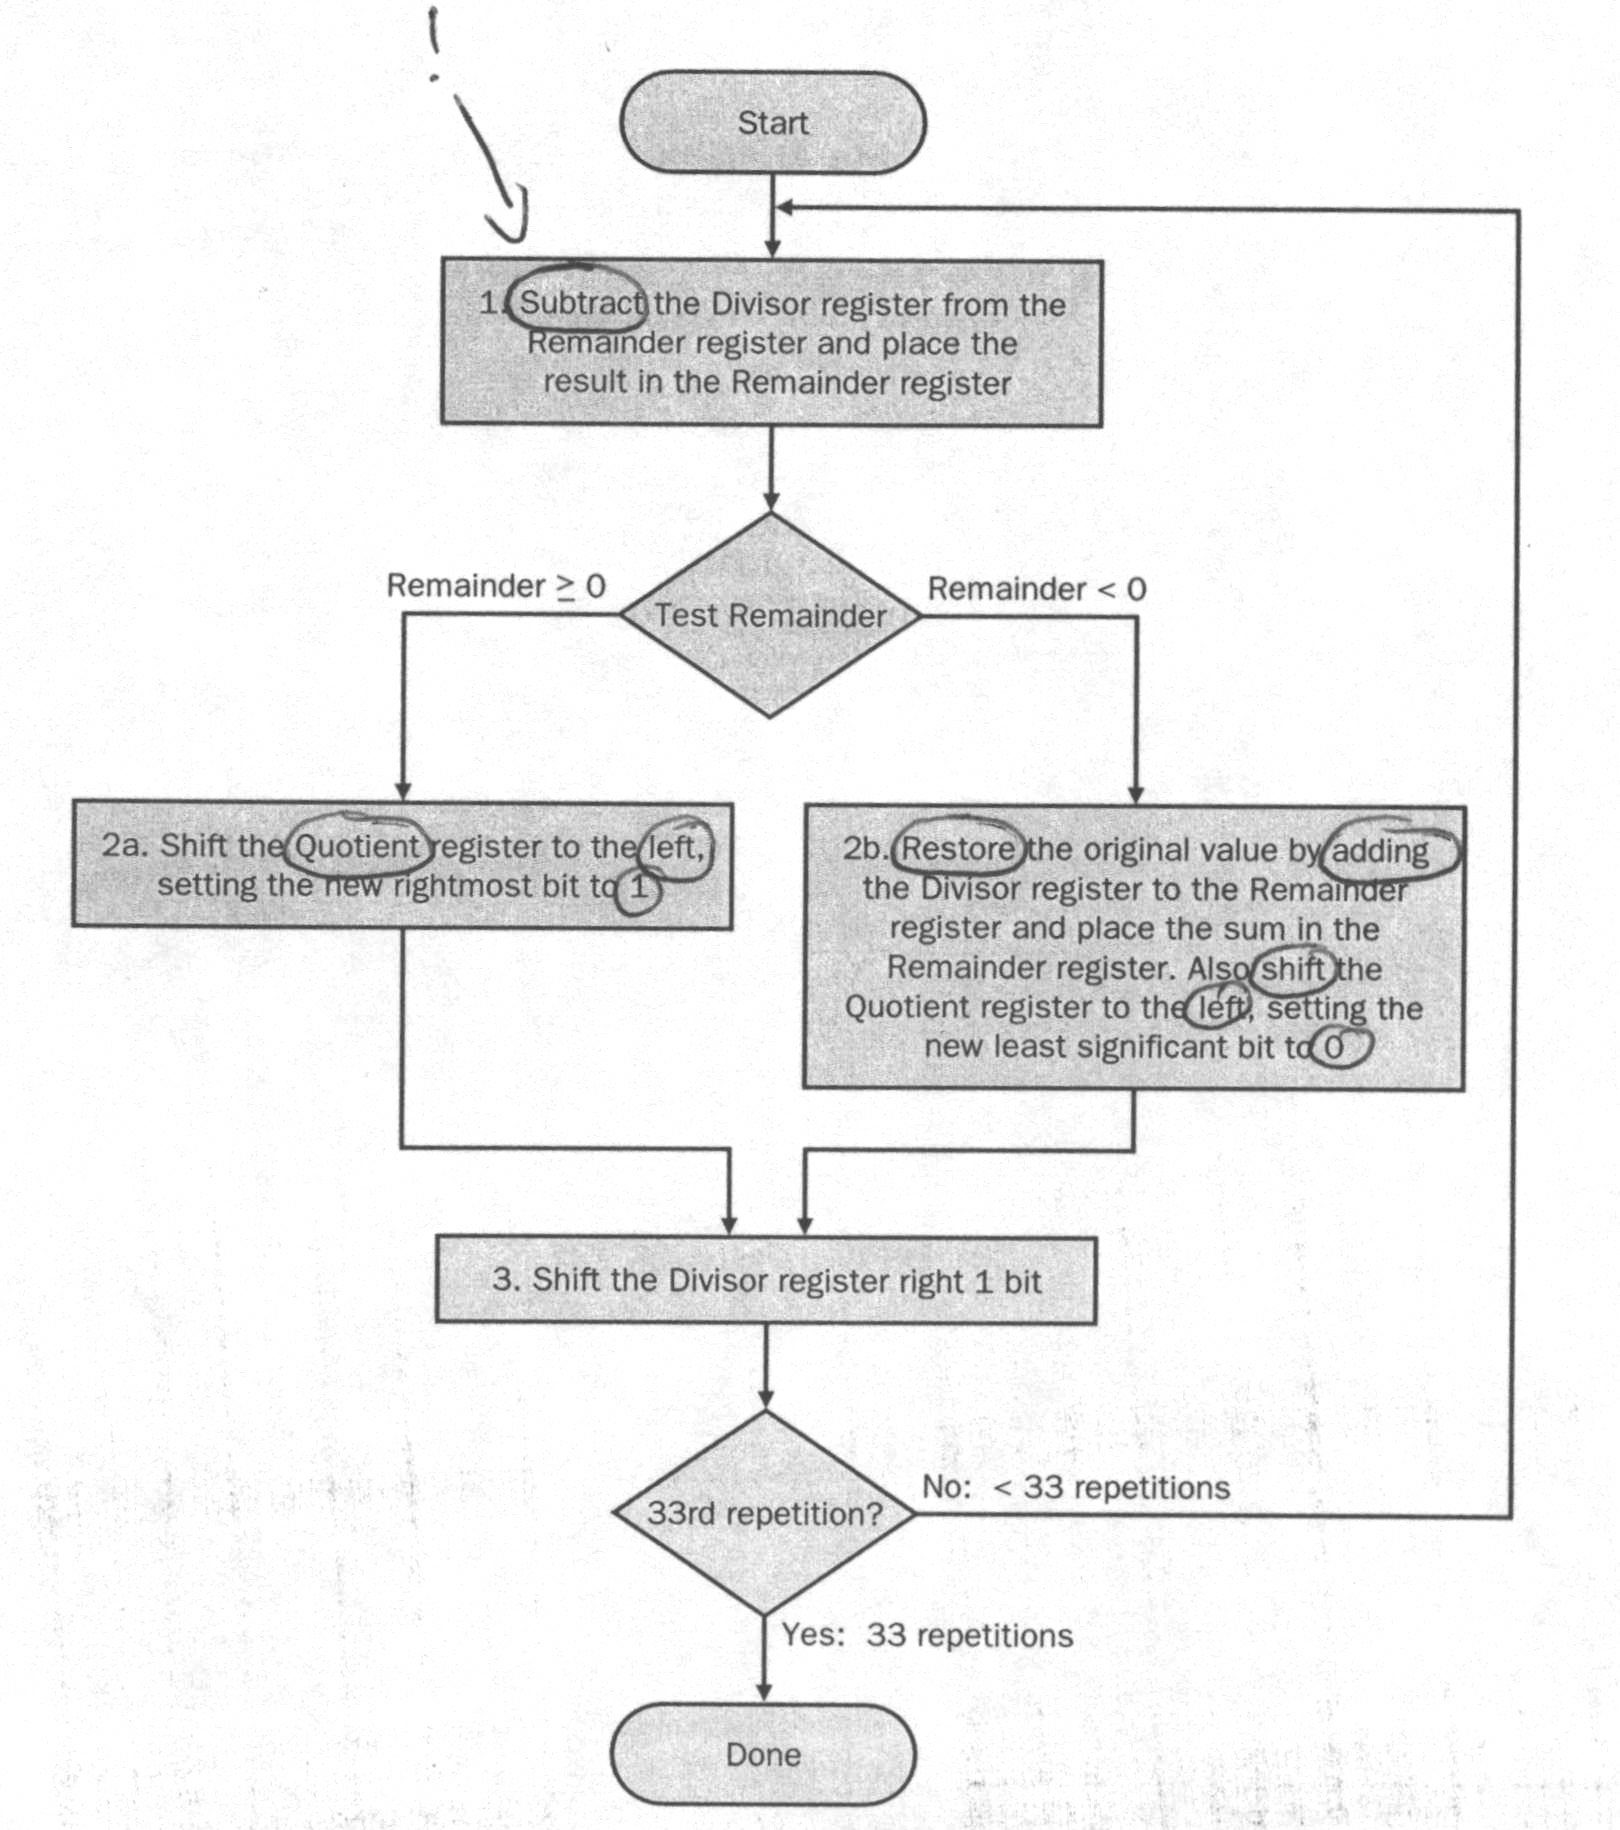 Start
1. Subtract the Divisor register from the
Remainder register and place the
result in the Remainder register
Remainder ≥ 0
Test Remainder
Remainder < 0
2a. Shift the Quotient register to the left,
setting the new rightmost bit to 1
2b. Restore the original value by adding
the Divisor register to the Remainder
register and place the sum in the
Remainder register. Also shift the
Quotient register to the left, setting the
new least significant bit to 0
3. Shift the Divisor register right 1 bit
33rd repetition?
No: < 33 repetitions
Yes: 33 repetitions
Done